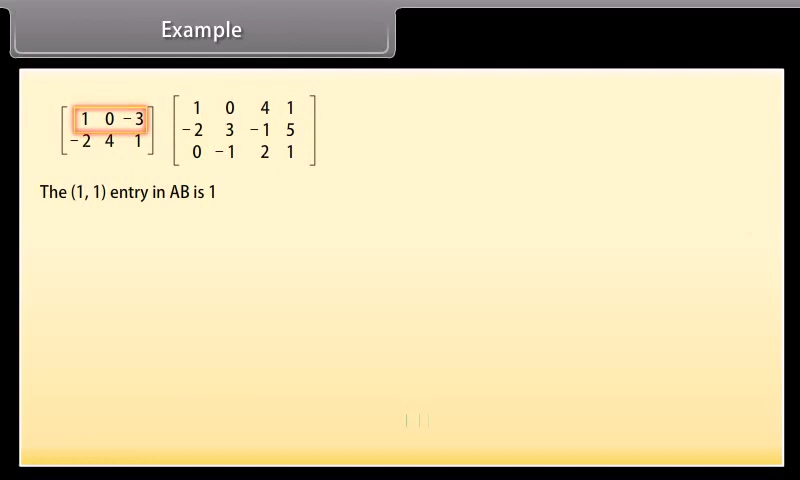 Example
1 0 -3
-2 4 1
1 0 4 1
-2 3 -1 5
0 -1 2 1
The (1, 1) entry in AB is 1